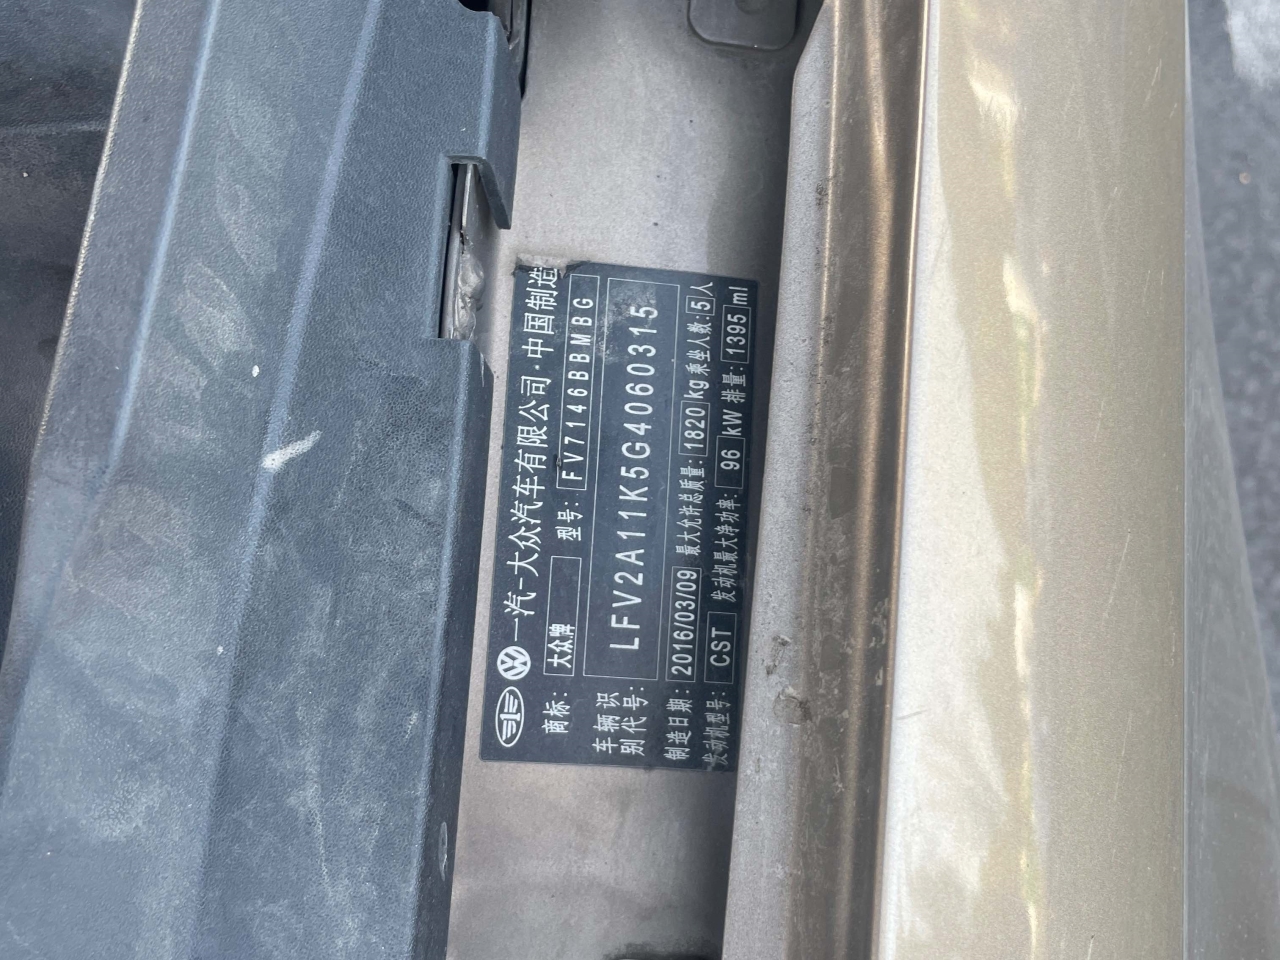 一汽-大众汽车有限公司·中国制造
商标: 大众牌 型号: FV7146BBMBG
车辆识别代号: LFV2A11K5G4060315
制造日期: 2016/03/09 最大允许总质量: 1820 kg 乘坐人数: 5 人
发动机型号: CST 发动机最大净功率: 96 kW 排量: 1395 ml